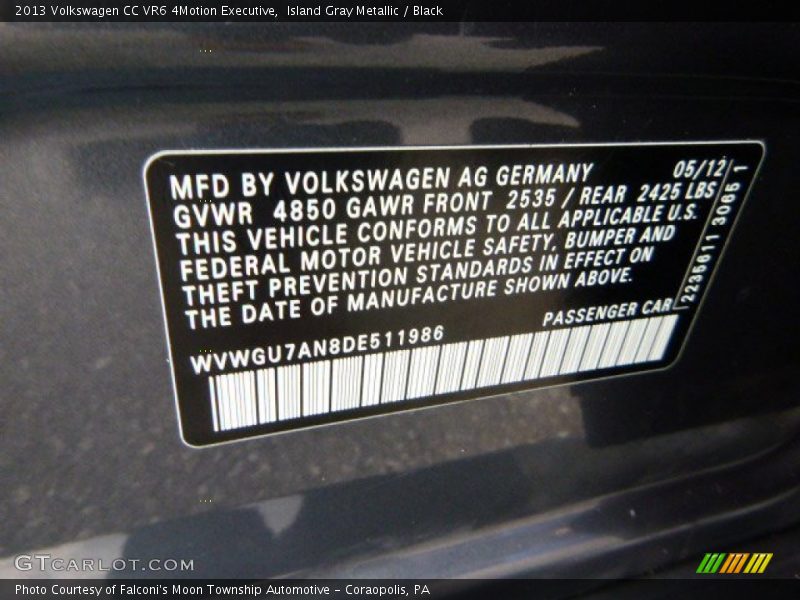 2013 Volkswagen CC VR6 4Motion Executive,  Island Gray Metallic / Black
MFD BY VOLKSWAGEN AG GERMANY 05/12
GVWR 4850 GAWR FRONT 2535 / REAR 2425 LBS
THIS VEHICLE CONFORMS TO ALL APPLICABLE U.S.
FEDERAL MOTOR VEHICLE SAFETY, BUMPER AND
THEFT PREVENTION STANDARDS IN EFFECT ON
THE DATE OF MANUFACTURE SHOWN ABOVE.
2235611 3065 1
PASSENGER CAR
WVWGU7AN8DE511986
GTCARLOT.COM
Photo Courtesy of Falconi's Moon Township Automotive – Coraopolis, PA